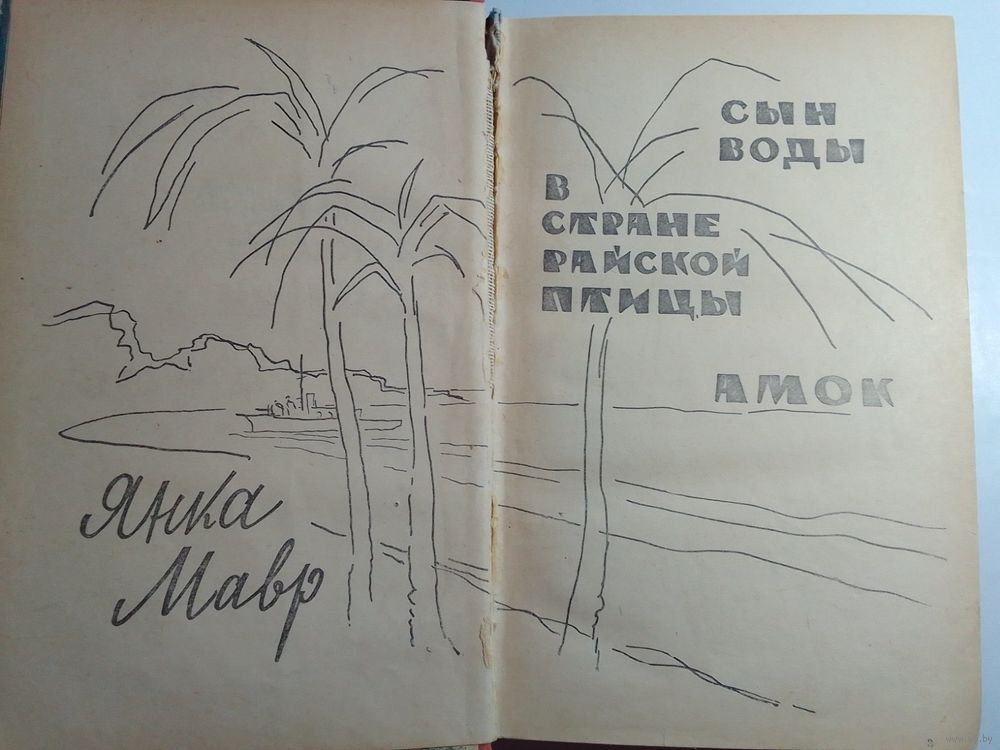 Янка
Мавр
СЫН
ВОДЫ
В
СТРАНЕ
РАЙСКОЙ
ПТИЦЫ
АМОК